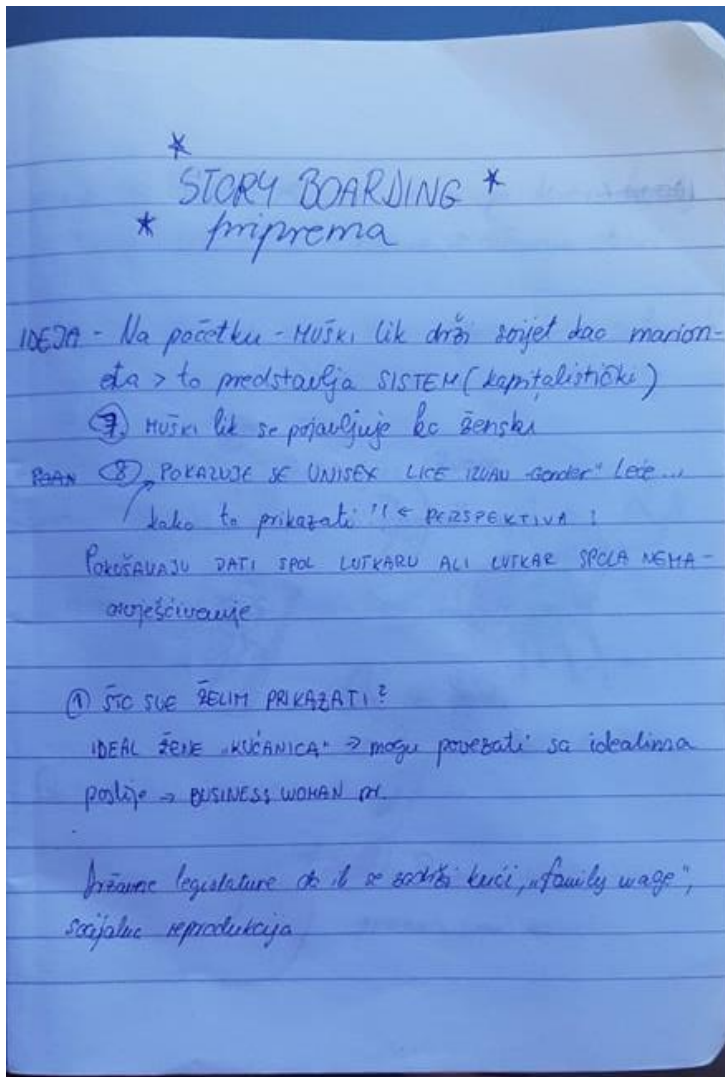 STORY BOARDING
priprema
IDEJA - Na početku - MUŠKI lik drži svijet kao marion-
eta > to predstavlja SISTEM (kapitalistički)
7. MUŠKI lik se pojavljuje ko ženski
8. POKAZUJE SE UNISEX LICE IZVAN "Gender" leće...
kako to prikazati !! ← PERSPEKTIVA !
POKUŠAVAJU DATI SPOL LUTKARU ALI LUTKAR SPOLA NEMA -
osvješćivanje
1 ŠTO SVE ŽELIM PRIKAZATI?
IDEAL ŽENE „KUĆANICA" → mogu povezati sa idealima
poslije → BUSINESS WOMAN
Državne legislature da ih se zadrži kući, „family wage",
socijalna reprodukcija